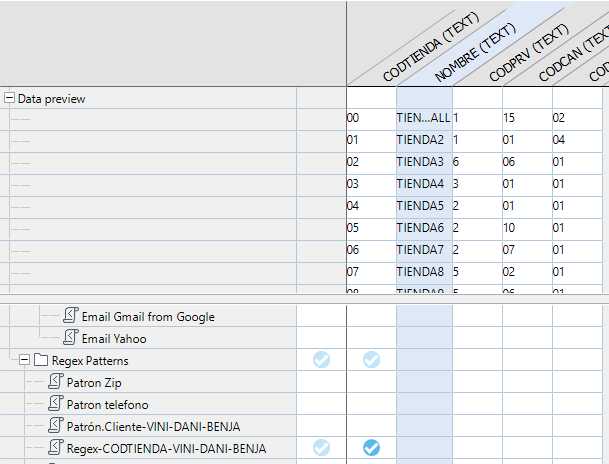 CODTIENDA (TEXT)
NOMBRE (TEXT)
CODPRV (TEXT)
CODCAN (TEX
COD
Data preview
00 TIEN...ALL 1 15 02
01 TIENDA2 1 01 04
02 TIENDA3 6 06 01
03 TIENDA4 3 01 01
04 TIENDA5 2 01 01
05 TIENDA6 2 10 01
06 TIENDA7 2 07 01
07 TIENDA8 5 02 01
08 TIENDA9 5 06 01
Email Gmail from Google
Email Yahoo
Regex Patterns
Patron Zip
Patron telefono
Patrón.Cliente-VINI-DANI-BENJA
Regex-CODTIENDA-VINI-DANI-BENJA